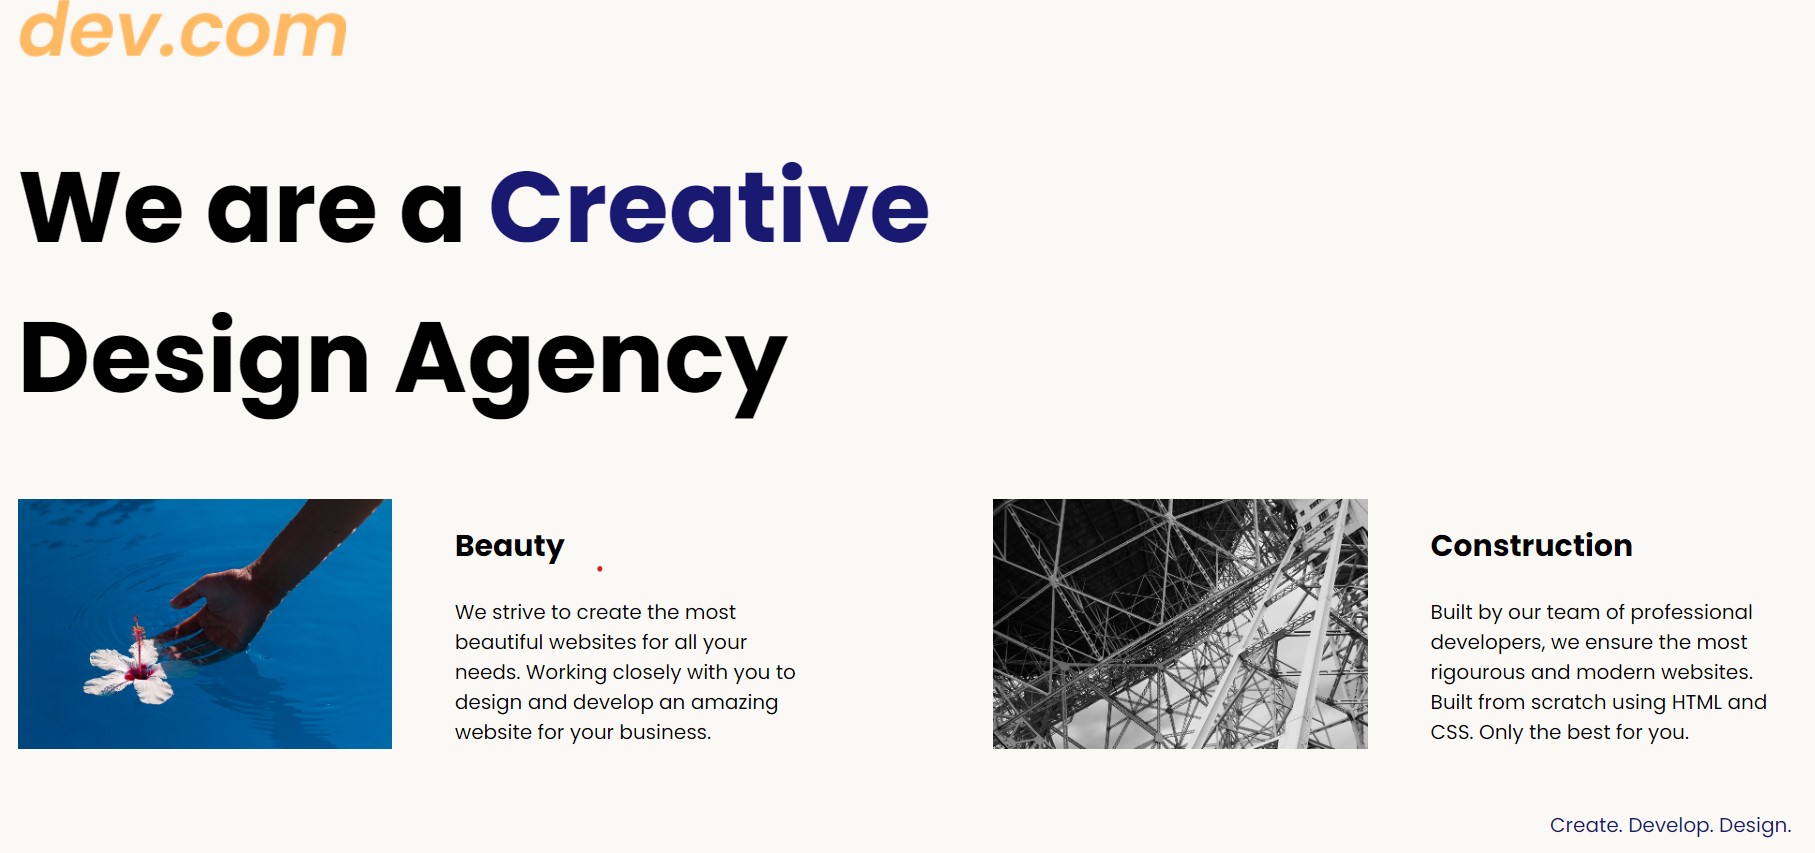 dev.com
We are a Creative
Design Agency
Beauty
We strive to create the most
beautiful websites for all your
needs. Working closely with you to
design and develop an amazing
website for your business.
Construction
Built by our team of professional
developers, we ensure the most
rigourous and modern websites.
Built from scratch using HTML and
CSS. Only the best for you.
Create. Develop. Design.